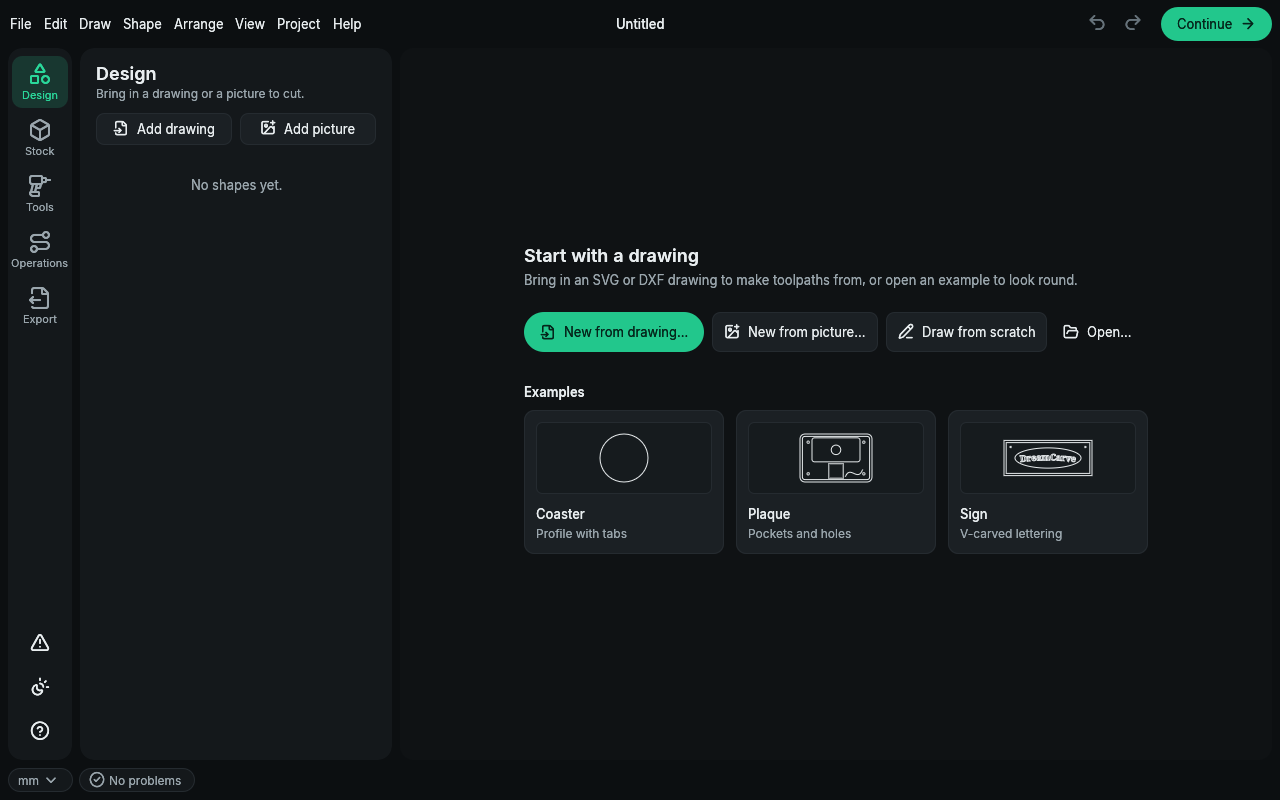 File Edit Draw Shape Arrange View Project Help
Untitled
Continue
Design
Stock
Tools
Operations
Export
Design
Bring in a drawing or a picture to cut.
Add drawing
Add picture
No shapes yet.
Start with a drawing
Bring in an SVG or DXF drawing to make toolpaths from, or open an example to look round.
New from drawing...
New from picture...
Draw from scratch
Open...
Examples
DreamCarve
Coaster
Profile with tabs
Plaque
Pockets and holes
Sign
V-carved lettering
mm
No problems